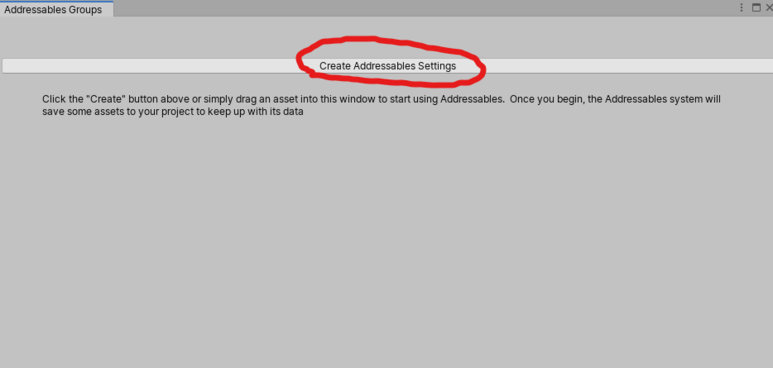 Addressables Groups
Create Addressables Settings
Click the "Create" button above or simply drag an asset into this window to start using Addressables.  Once you begin, the Addressables system will
save some assets to your project to keep up with its data